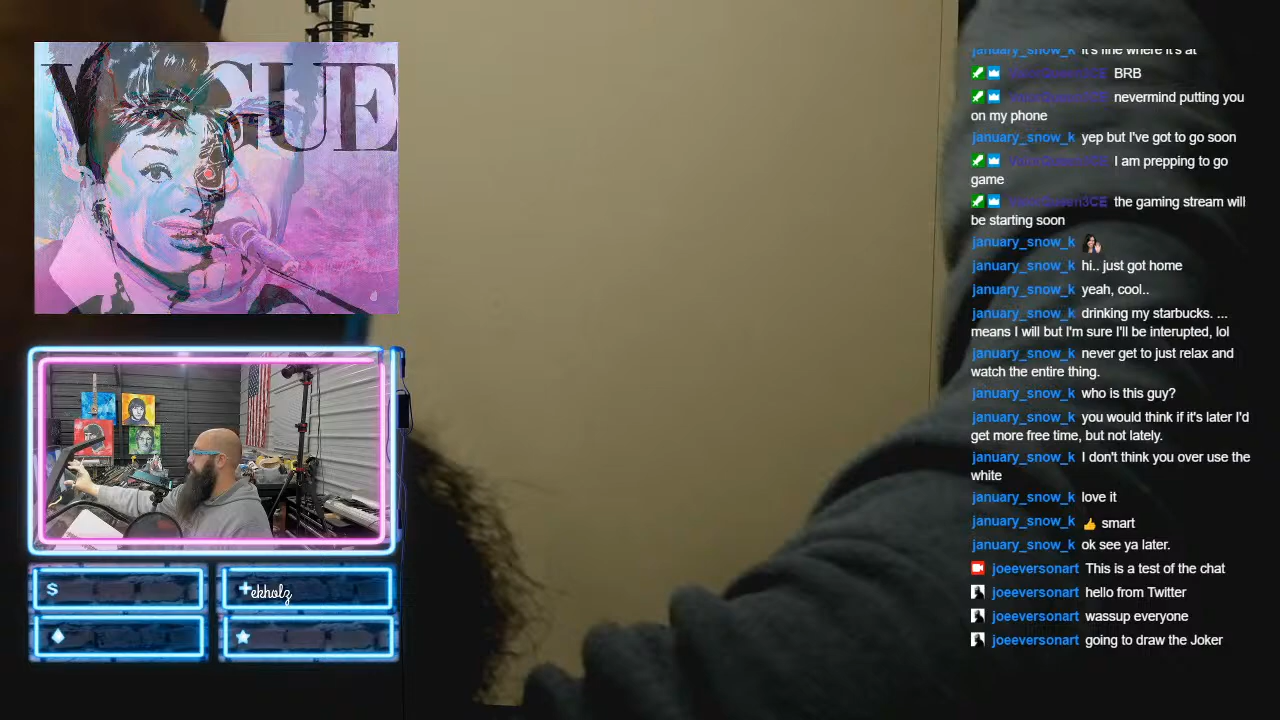 VOGUE
$
+ekholz
january_snow_k it's fine where it's at
BRB
nevermind putting you
on my phone
january_snow_k yep but I've got to go soon
I am prepping to go
game
the gaming stream will
be starting soon
january_snow_k
january_snow_k hi.. just got home
january_snow_k yeah, cool..
january_snow_k drinking my starbucks. ...
means I will but I'm sure I'll be interupted, lol
january_snow_k never get to just relax and
watch the entire thing.
january_snow_k who is this guy?
january_snow_k you would think if it's later I'd
get more free time, but not lately.
january_snow_k I don't think you over use the
white
january_snow_k love it
january_snow_k 👍 smart
january_snow_k ok see ya later.
joeeversonart This is a test of the chat
joeeversonart hello from Twitter
joeeversonart wassup everyone
joeeversonart going to draw the Joker